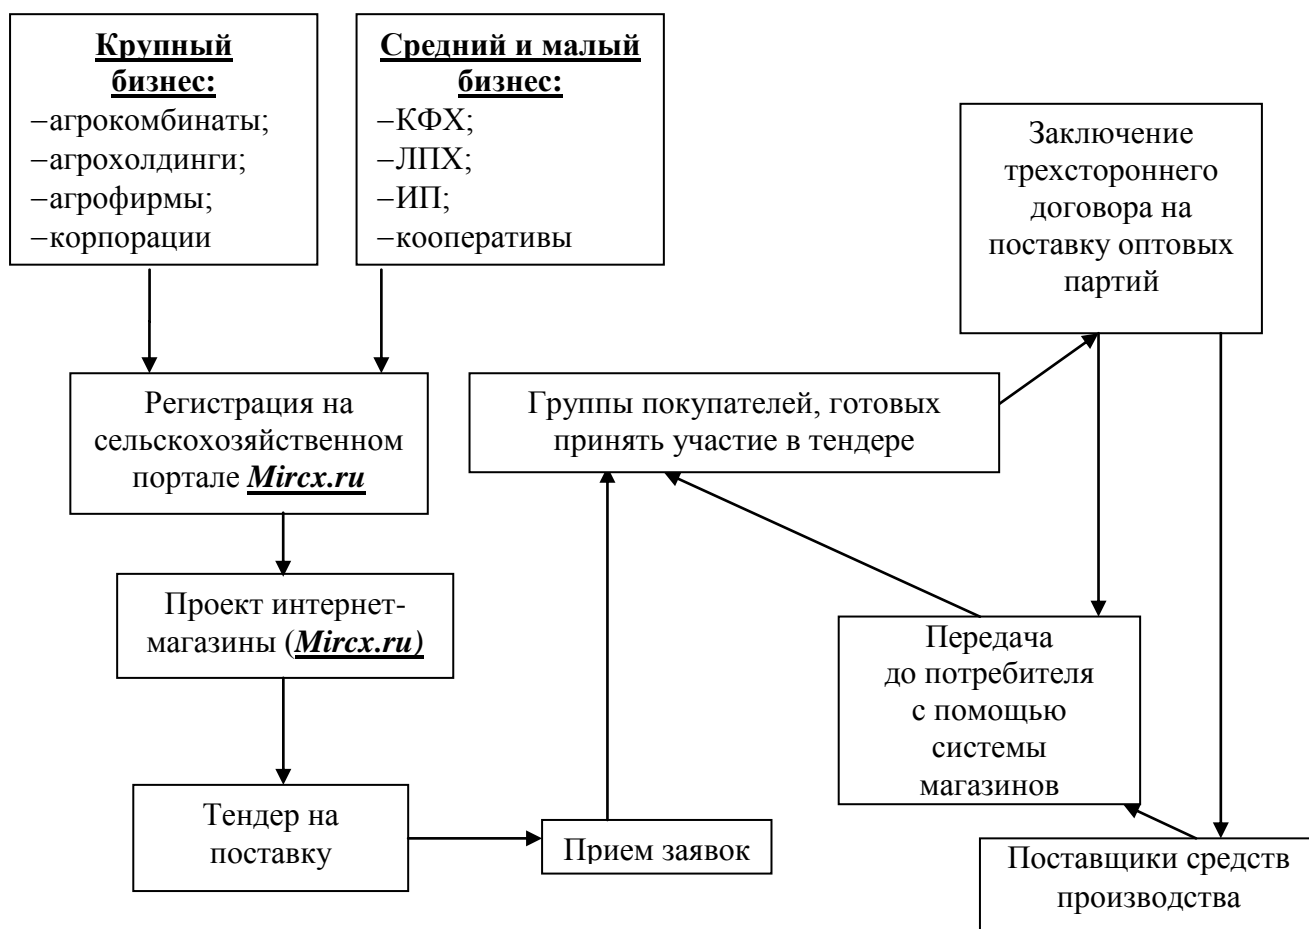 Крупный
бизнес:
–агрокомбинаты;
–агрохолдинги;
–агрофирмы;
–корпорации
Средний и малый
бизнес:
–КФХ;
–ЛПХ;
–ИП;
–кооперативы
Заключение
трехстороннего
договора на
поставку оптовых
партий
Регистрация на
сельскохозяйственном
портале Mircx.ru
Группы покупателей, готовых
принять участие в тендере
Проект интернет-
магазины (Mircx.ru)
Передача
до потребителя
с помощью
системы
магазинов
Тендер на
поставку
Прием заявок
Поставщики средств
производства